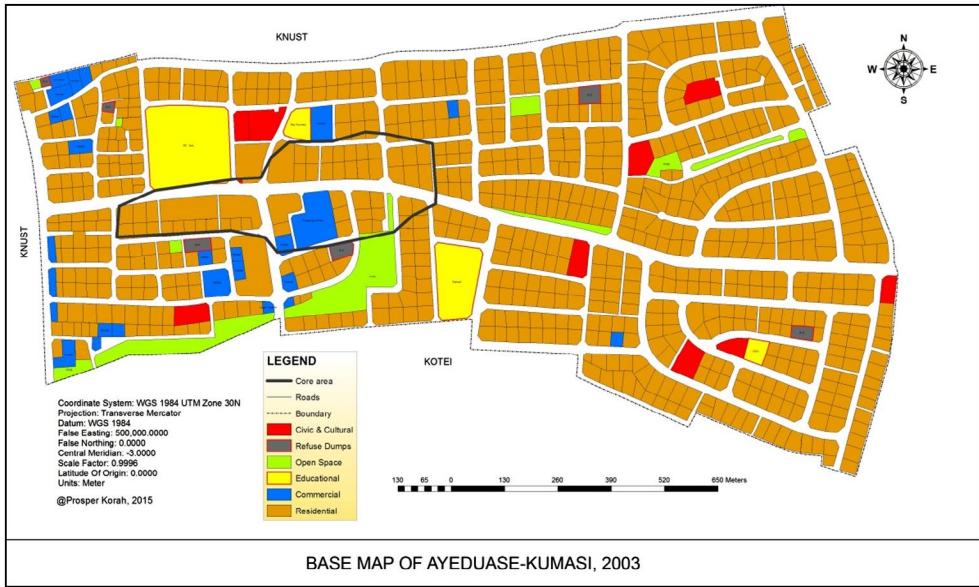 KNUST
N
W E
S
KNUST
KOTEI
LEGEND
Core area
Roads
Boundary
Civic & Cultural
Refuse Dumps
Open Space
Educational
Commercial
Residential
Coordinate System: WGS 1984 UTM Zone 30N
Projection: Transverse Mercator
Datum: WGS 1984
False Easting: 500,000.0000
False Northing: 0.0000
Central Meridian: -3.0000
Scale Factor: 0.9996
Latitude Of Origin: 0.0000
Units: Meter
@Prosper Korah, 2015
130 65 0 130 260 390 520 650 Meters
BASE MAP OF AYEDUASE-KUMASI, 2003